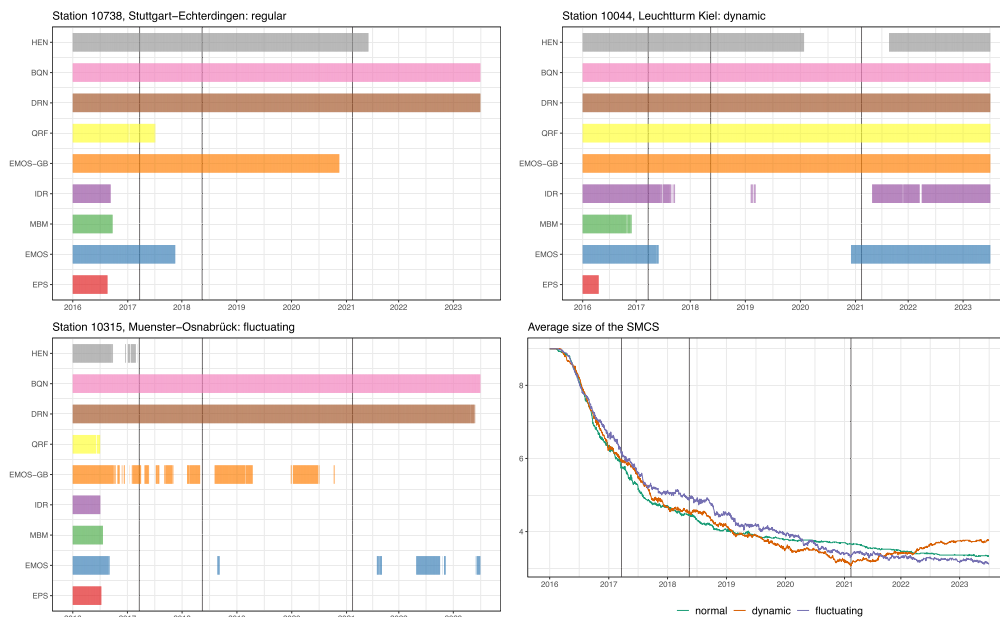 Station 10738, Stuttgart−Echterdingen: regular
HEN
BQN
DRN
QRF
EMOS−GB
IDR
MBM
EMOS
EPS
2016 2017 2018 2019 2020 2021 2022 2023
Station 10044, Leuchtturm Kiel: dynamic
HEN
BQN
DRN
QRF
EMOS−GB
IDR
MBM
EMOS
EPS
2016 2017 2018 2019 2020 2021 2022 2023
Station 10315, Muenster−Osnabrück: fluctuating
HEN
BQN
DRN
QRF
EMOS−GB
IDR
MBM
EMOS
EPS
Average size of the SMCS
8
6
4
2016 2017 2018 2019 2020 2021 2022 2023
normal dynamic fluctuating